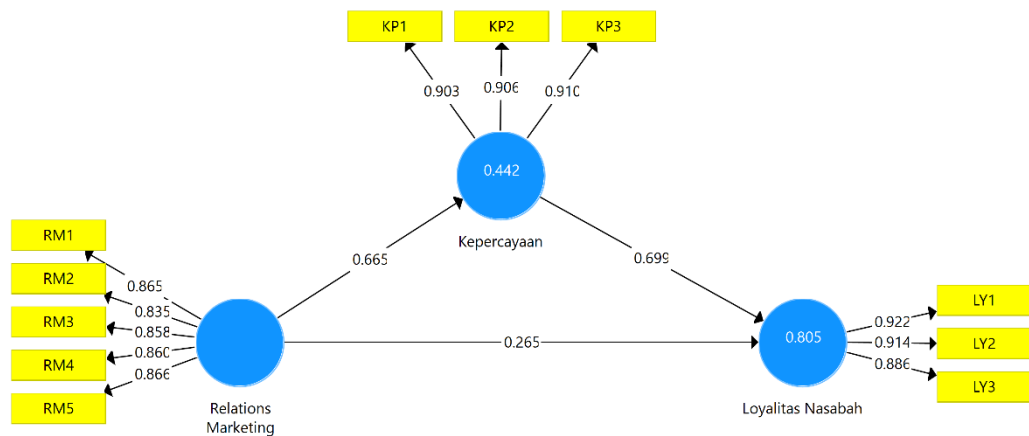 KP1
KP2
KP3
0.903
0.906
0.910
0.442
Kepercayaan
RM1
RM2
RM3
RM4
RM5
0.865
0.835
0.858
0.860
0.866
0.665
0.699
0.265
Relations
Marketing
0.805
Loyalitas Nasabah
0.922
0.914
0.886
LY1
LY2
LY3